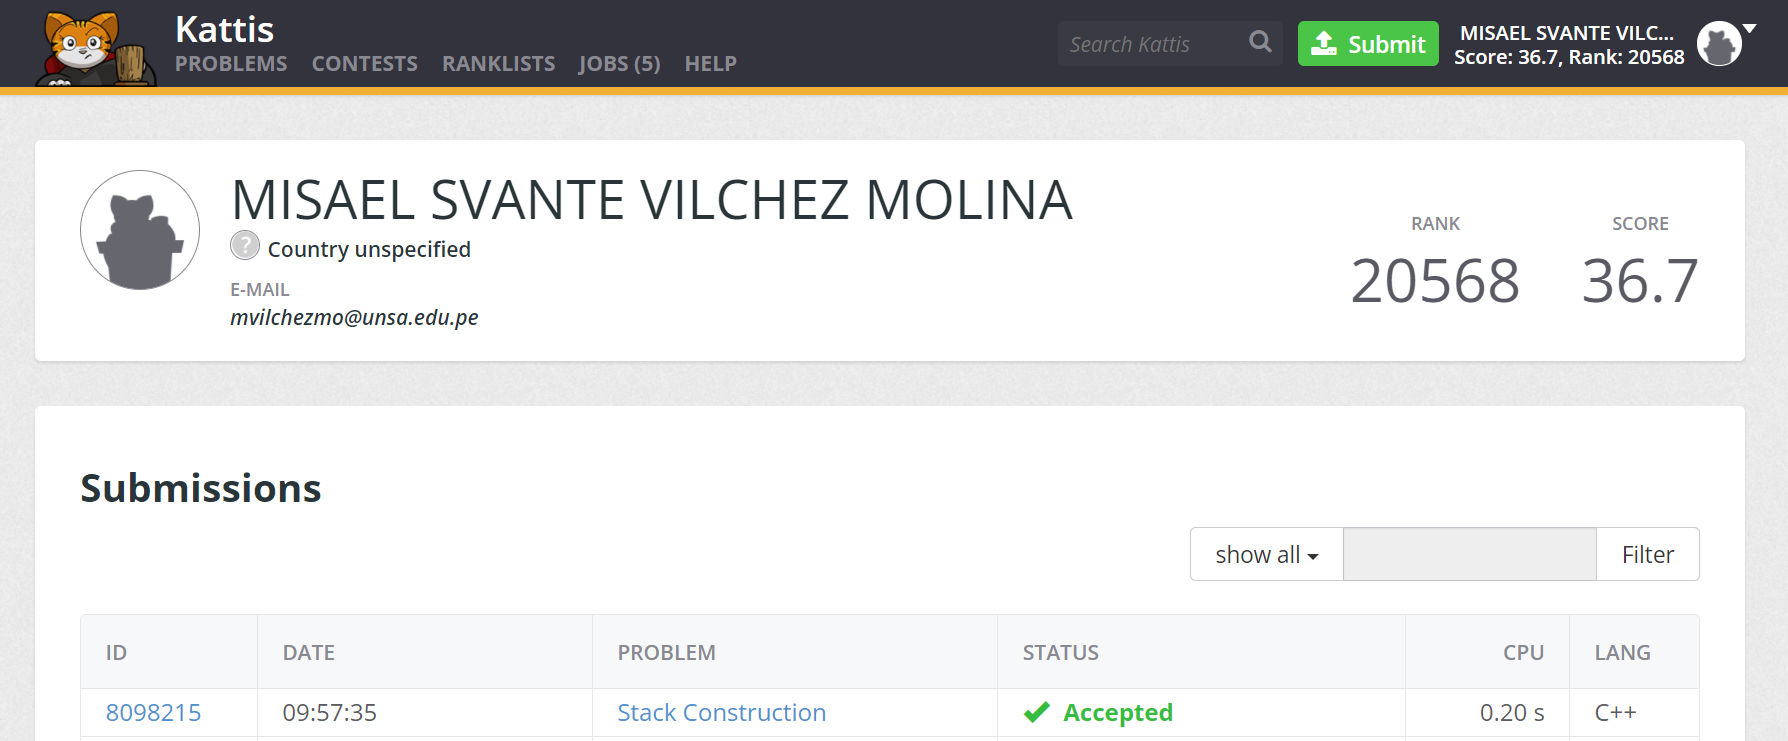 Kattis
PROBLEMS CONTESTS RANKLISTS JOBS (5) HELP
Search Kattis
Submit
MISAEL SVANTE VILC...
Score: 36.7, Rank: 20568
MISAEL SVANTE VILCHEZ MOLINA
? Country unspecified
E-MAIL
mvilchezmo@unsa.edu.pe
RANK SCORE
20568 36.7
Submissions
show all Filter
ID DATE PROBLEM STATUS CPU LANG
8098215 09:57:35 Stack Construction Accepted 0.20 s C++